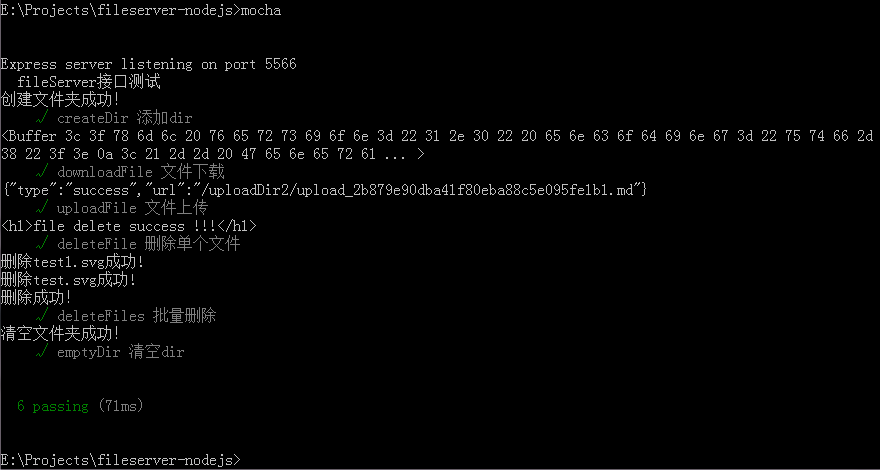 E:\Projects\fileserver-nodejs>mocha
Express server listening on port 5566
fileServer接口测试
创建文件夹成功!
√ createDir 添加dir
<Buffer 3c 3f 78 6d 6c 20 76 65 72 73 69 6f 6e 3d 22 31 2e 30 22 20 65 6e 63 6f 64 69 6e 67 3d 22 75 74 66 2d
38 22 3f 3e 0a 3c 21 2d 2d 20 47 65 6e 65 72 61 ... >
√ downloadFile 文件下载
{"type":"success","url":"/uploadDir2/upload_2b879e90dba41f80eba88c5e095fe1b1.md"}
√ uploadFile 文件上传
<h1>file delete success !!!</h1>
√ deleteFile 删除单个文件
删除test1.svg成功!
删除test.svg成功!
删除成功!
√ deleteFiles 批量删除
清空文件夹成功!
√ emptyDir 清空dir
6 passing (71ms)
E:\Projects\fileserver-nodejs>